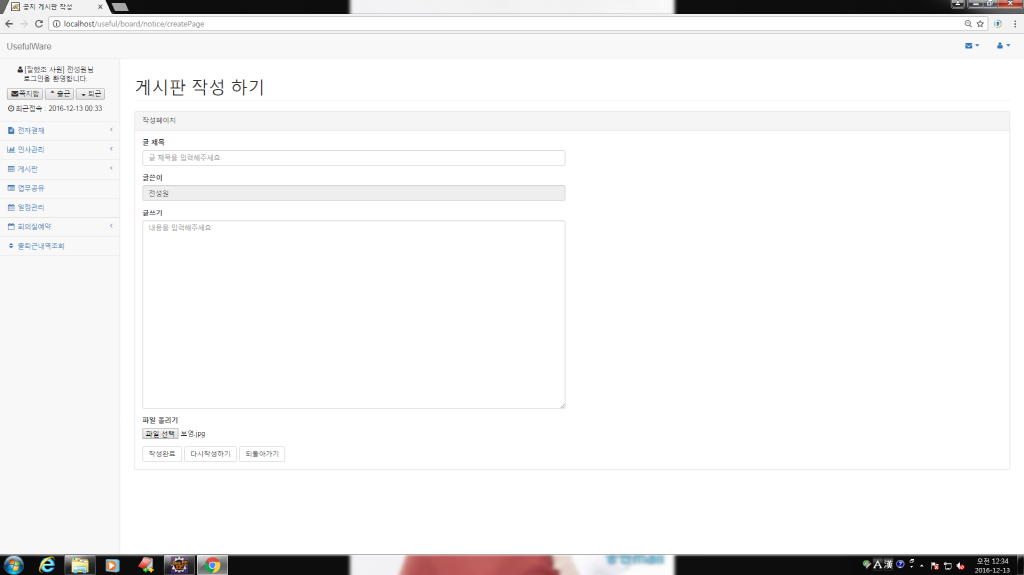 공지 게시판 작성
localhost/useful/board/notice/createPage
UsefulWare
[잘했조 사원] 전성원님
로그인을 환영합니다.
쪽지함 출근 퇴근
최근접속 : 2016-12-13 00:33
전자결재
인사관리
게시판
업무공유
일정관리
회의실예약
출퇴근내역조회
게시판 작성 하기
작성페이지
글 제목
글 제목을 입력해주세요
글쓴이
전성원
글쓰기
내용을 입력해주세요
파일 올리기
파일 선택 보영.jpg
작성완료 다시작성하기 되돌아가기
A 漢
오전 12:34
2016-12-13